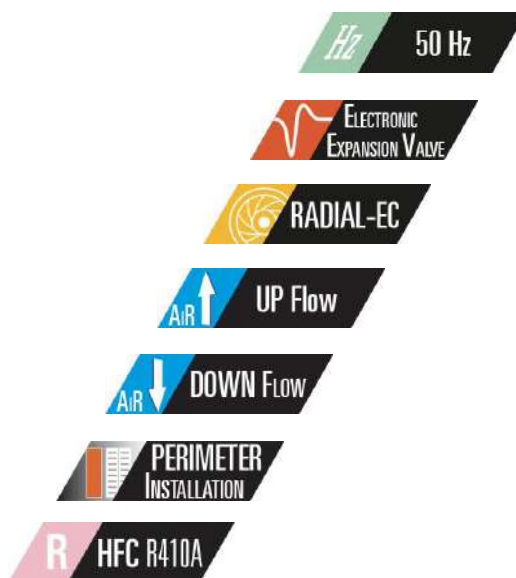 Hz 50 Hz
ELECTRONIC
EXPANSION VALVE
RADIAL-EC
AIR UP Flow
AIR DOWN FLOW
PERIMETER
INSTALLATION
R HFC R410A